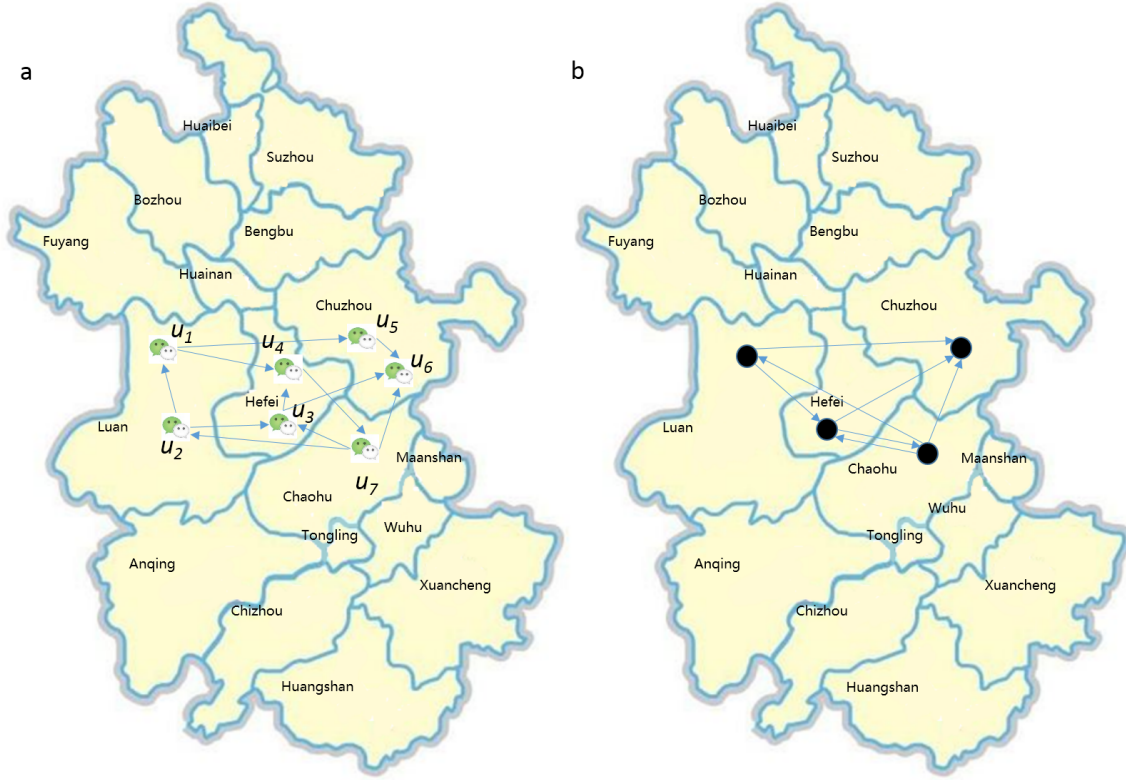 a
Huaibei
Suzhou
Bozhou
Fuyang
Bengbu
Huainan
Chuzhou
u1
u5
u4
u6
Hefei
u3
Luan
u2
Maanshan
u7
Chaohu
Wuhu
Tongling
Anqing
Xuancheng
Chizhou
Huangshan
b
Huaibei
Suzhou
Bozhou
Fuyang
Bengbu
Huainan
Chuzhou
Hefei
Luan
Maanshan
Chaohu
Wuhu
Tongling
Anqing
Xuancheng
Chizhou
Huangshan